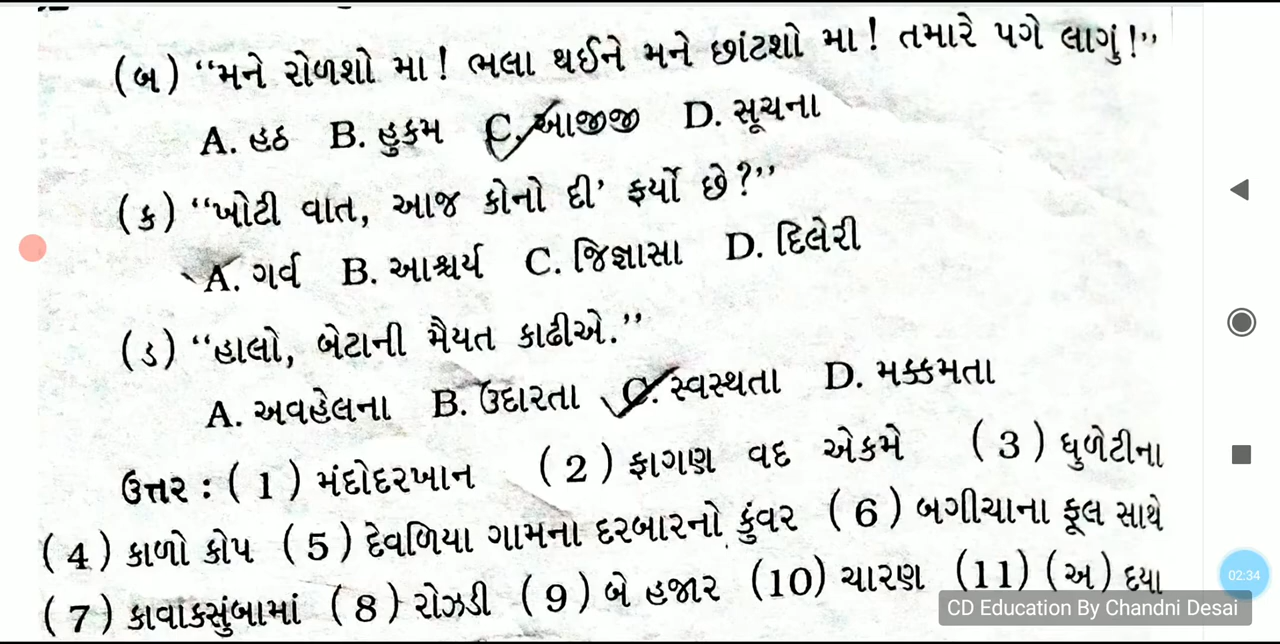 (બ) “મને રોળશો મા! ભલા થઈને મને છાંટશો મા! તમારે પગે લાગું!”
A. હઠ B. હુકમ C. આજીજી D. સૂચના
(ક) “ખોટી વાત, આજ કોનો દી’ ફર્યો છે?”
A. ગર્વ B. આશ્ચર્ય C. જિજ્ઞાસા D. દિલેરી
(ડ) “હાલો, બેટાની મૈયત કાઢીએ.”
A. અવહેલના B. ઉદારતા C. સ્વસ્થતા D. મક્કમતા
ઉત્તર : (1) મંદોદરખાન (2) ફાગણ વદ એકમે (3) ધુળેટીના
(4) કાળો કોપ (5) દેવળિયા ગામના દરબારનો કુંવર (6) બગીચાના ફૂલ સાથે
(7) કાવાકસુંબામાં (8) રોઝડી (9) બે હજાર (10) ચારણ (11) (અ) દયા
02:34
CD Education By Chandni Desai